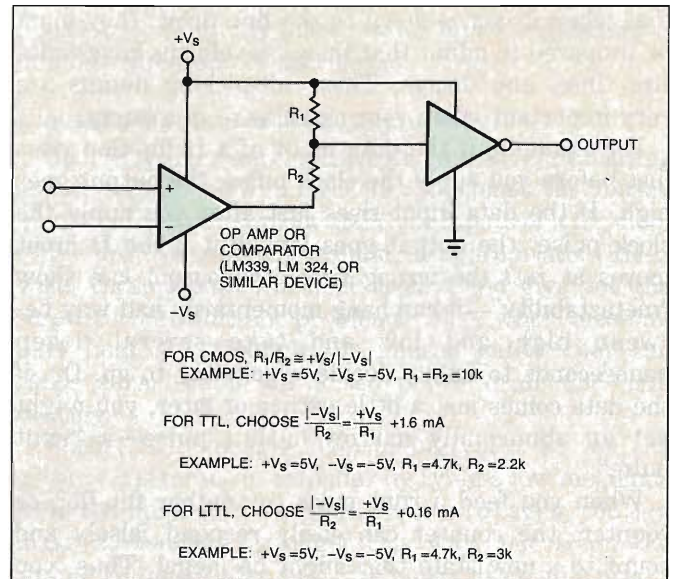 +Vs
R1
R2
OUTPUT
OP AMP OR
COMPARATOR
(LM339, LM 324, OR
SIMILAR DEVICE)
−Vs
FOR CMOS, R1/R2 ≅ +Vs/|−Vs|
EXAMPLE: +Vs =5V, −Vs =−5V, R1 =R2 =10k
FOR TTL, CHOOSE |−Vs|/R2 = +Vs/R1 +1.6 mA
EXAMPLE: +Vs =5V, −Vs =−5V, R1 =4.7k, R2 =2.2k
FOR LTTL, CHOOSE |−Vs|/R2 = +Vs/R1 +0.16 mA
EXAMPLE: +Vs =5V, −Vs =−5V, R1 =4.7k, R2 =3k